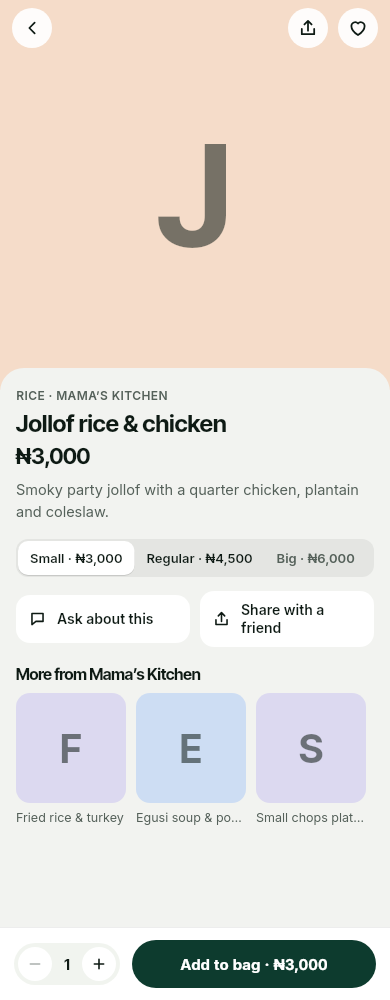 J
RICE · MAMA’S KITCHEN
Jollof rice & chicken
₦3,000
Smoky party jollof with a quarter chicken, plantain
and coleslaw.
Small · ₦3,000
Regular · ₦4,500
Big · ₦6,000
Ask about this
Share with a
friend
More from Mama’s Kitchen
F
E
S
Fried rice & turkey
Egusi soup & po…
Small chops plat…
1
Add to bag · ₦3,000